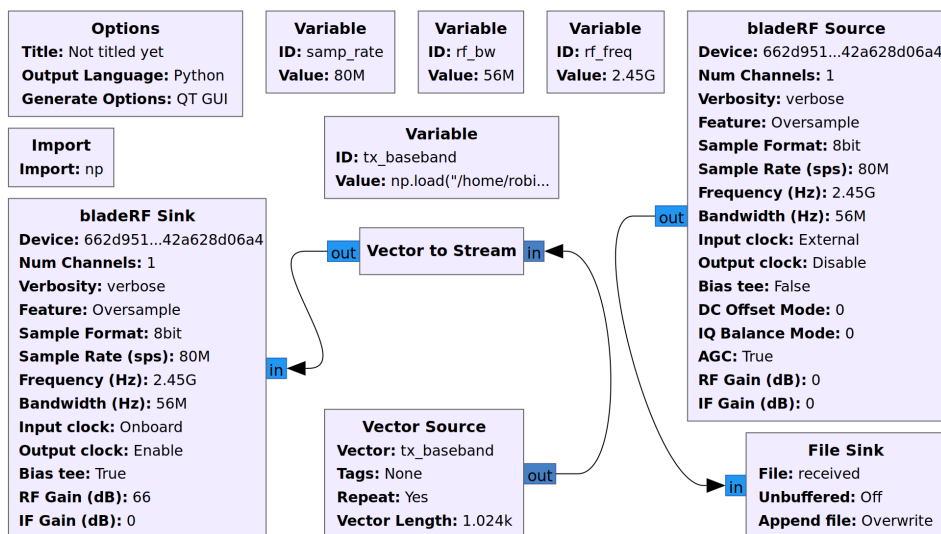 Options
Title: Not titled yet
Output Language: Python
Generate Options: QT GUI
Variable
ID: samp_rate
Value: 80M
Variable
ID: rf_bw
Value: 56M
Variable
ID: rf_freq
Value: 2.45G
bladeRF Source
Device: 662d951...42a628d06a4
Num Channels: 1
Verbosity: verbose
Feature: Oversample
Sample Format: 8bit
Sample Rate (sps): 80M
Frequency (Hz): 2.45G
Bandwidth (Hz): 56M
Input clock: External
Output clock: Disable
Bias tee: False
DC Offset Mode: 0
IQ Balance Mode: 0
AGC: True
RF Gain (dB): 0
IF Gain (dB): 0
out
Import
Import: np
Variable
ID: tx_baseband
Value: np.load("/home/robi...
bladeRF Sink
Device: 662d951...42a628d06a4
Num Channels: 1
Verbosity: verbose
Feature: Oversample
Sample Format: 8bit
Sample Rate (sps): 80M
Frequency (Hz): 2.45G
Bandwidth (Hz): 56M
Input clock: Onboard
Output clock: Enable
Bias tee: True
RF Gain (dB): 66
IF Gain (dB): 0
in
out
Vector to Stream
in
Vector Source
Vector: tx_baseband
Tags: None
Repeat: Yes
Vector Length: 1.024k
out
in
File Sink
File: received
Unbuffered: Off
Append file: Overwrite